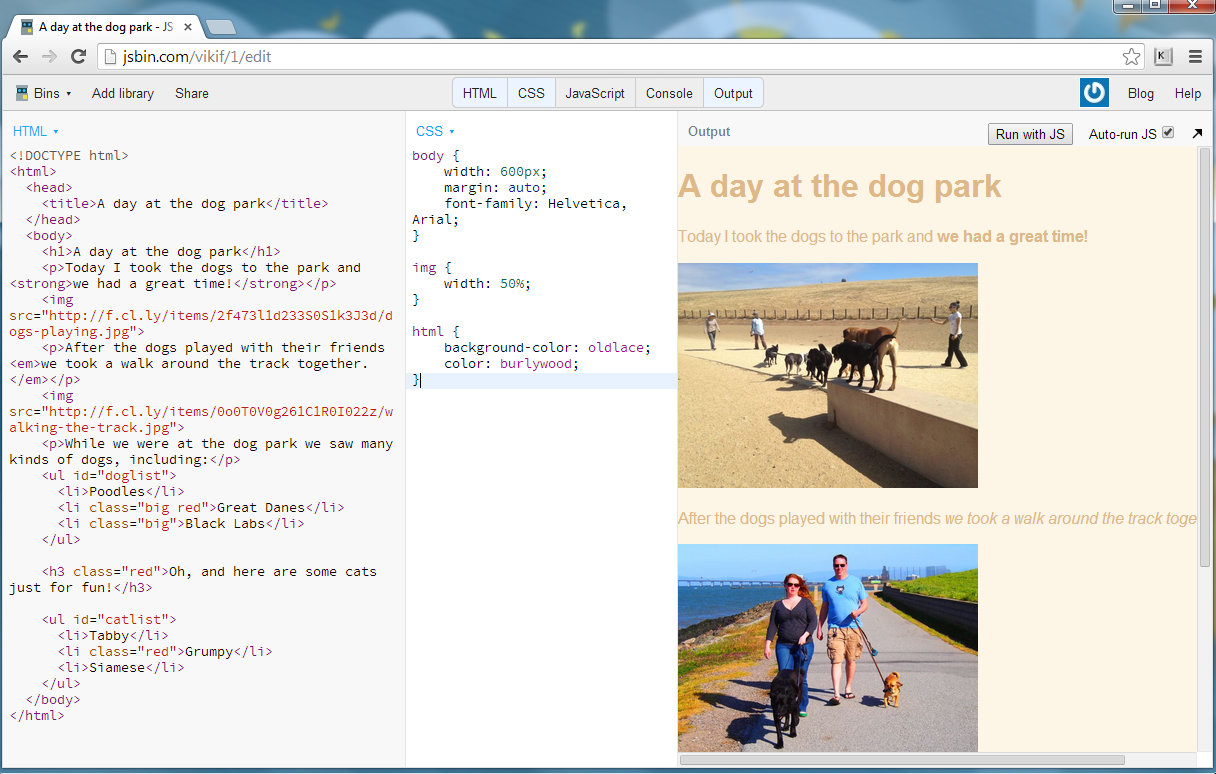 A day at the dog park - JS
jsbin.com/vikif/1/edit
K
Bins
Add library
Share
HTML
CSS
JavaScript
Console
Output
Blog
Help
HTML
<!DOCTYPE html>
<html>
<head>
<title>A day at the dog park</title>
</head>
<body>
<h1>A day at the dog park</h1>
<p>Today I took the dogs to the park and
<strong>we had a great time!</strong></p>
<img
src="http://f.cl.ly/items/2f473l1d233S0S1k3J3d/d
ogs-playing.jpg">
<p>After the dogs played with their friends
<em>we took a walk around the track together.
</em></p>
<img
src="http://f.cl.ly/items/0o0T0V0g261C1R0I022z/w
alking-the-track.jpg">
<p>While we were at the dog park we saw many
kinds of dogs, including:</p>
<ul id="doglist">
<li>Poodles</li>
<li class="big red">Great Danes</li>
<li class="big">Black Labs</li>
</ul>
<h3 class="red">Oh, and here are some cats
just for fun!</h3>
<ul id="catlist">
<li>Tabby</li>
<li class="red">Grumpy</li>
<li>Siamese</li>
</ul>
</body>
</html>
CSS
body {
width: 600px;
margin: auto;
font-family: Helvetica,
Arial;
}
img {
width: 50%;
}
html {
background-color: oldlace;
color: burlywood;
}
Output
Run with JS
Auto-run JS
A day at the dog park
Today I took the dogs to the park and we had a great time!
After the dogs played with their friends we took a walk around the track toge